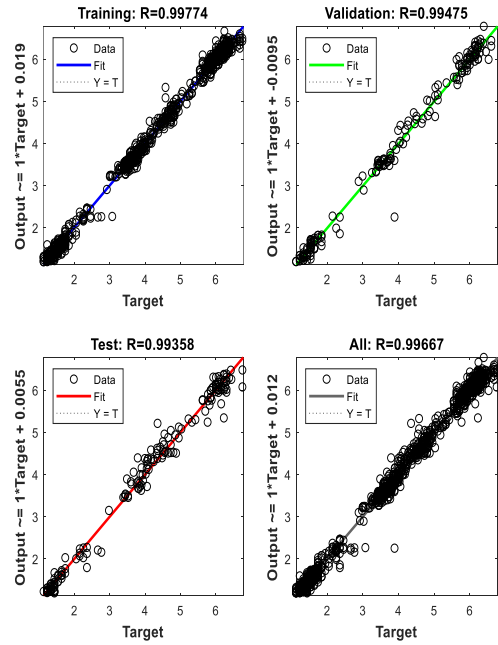 Training: R=0.99774
Output ~= 1*Target + 0.019
Data
Fit
Y = T
6
5
4
3
2
2 3 4 5 6
Target
Validation: R=0.99475
Output ~= 1*Target + -0.0095
Data
Fit
Y = T
6
5
4
3
2
2 3 4 5 6
Target
Test: R=0.99358
Output ~= 1*Target + 0.0055
Data
Fit
Y = T
6
5
4
3
2
2 3 4 5 6
Target
All: R=0.99667
Output ~= 1*Target + 0.012
Data
Fit
Y = T
6
5
4
3
2
2 3 4 5 6
Target